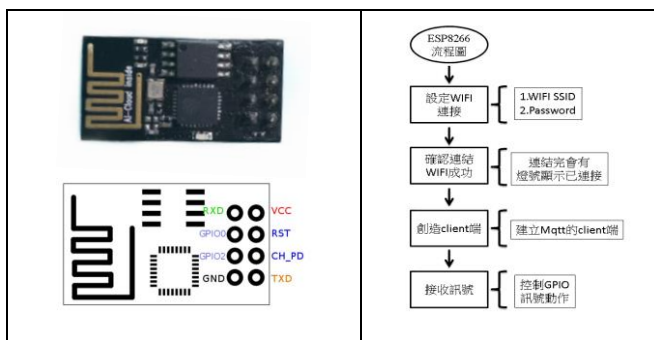 AI-Cloud inside
RXD
VCC
GPIO0
RST
GPIO2
CH_PD
GND
TXD
ESP8266
流程圖
設定WIFI
連接
1.WIFI SSID
2.Password
確認連結
WIFI成功
連結完會有
燈號顯示已連接
創造client端
建立Mqtt的client端
接收訊號
控制GPIO
訊號動作